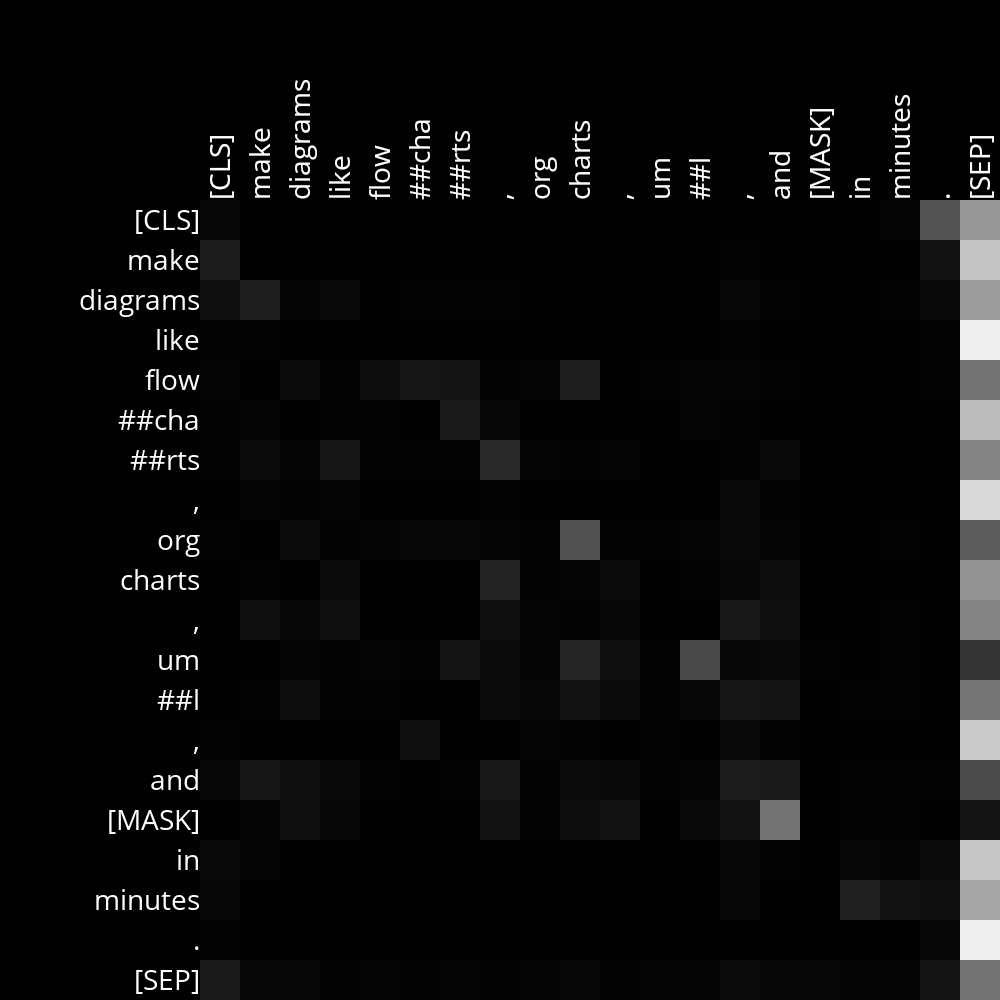 [CLS] make diagrams like flow ##cha ##rts , org charts , um ##l , and [MASK] in minutes . [SEP]
[CLS]
make
diagrams
like
flow
##cha
##rts
,
org
charts
,
um
##l
,
and
[MASK]
in
minutes
.
[SEP]